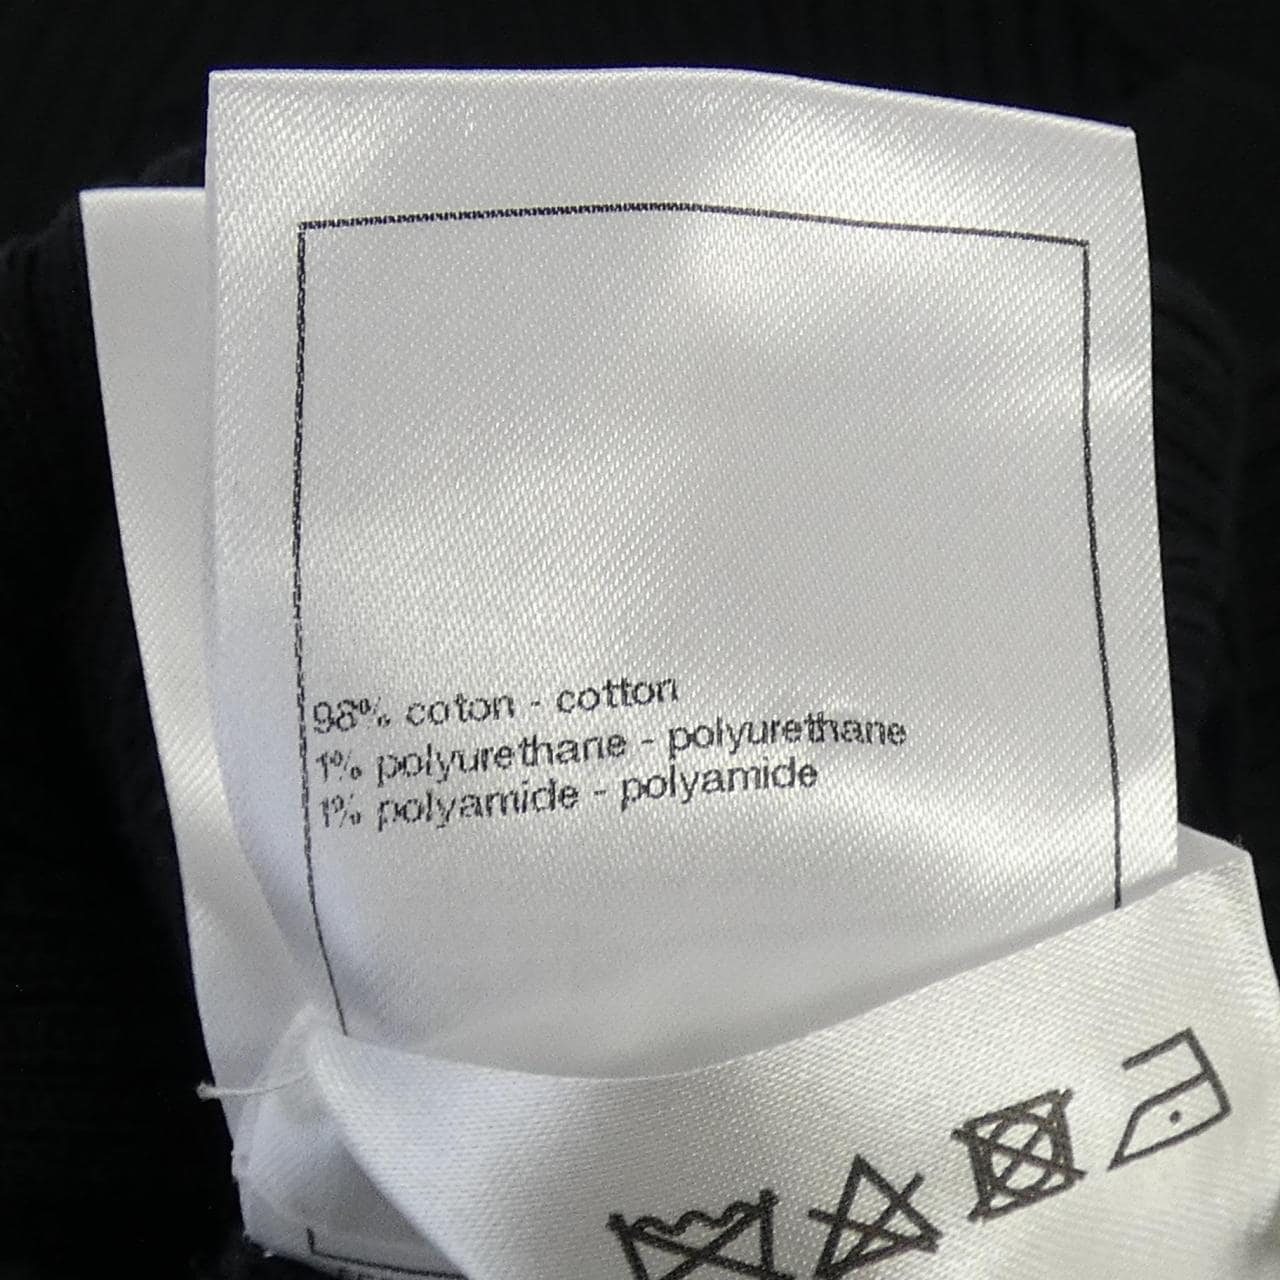 98% coton - cotton
1% polyurethane - polyurethane
1% polyamide - polyamide